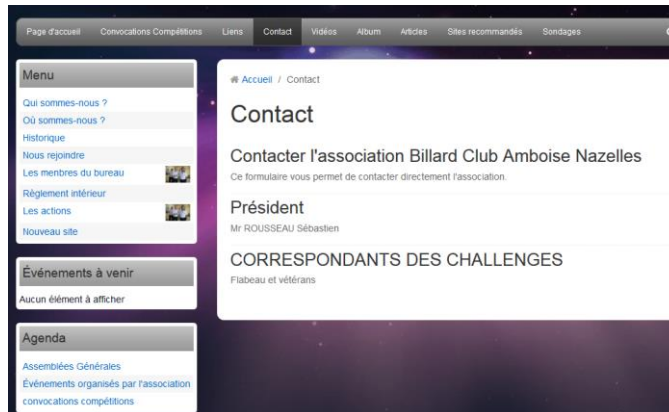 Page d'accueil Convocations Compétitions Liens Contact Vidéos Album Articles Sites recommandés Sondages
Menu
Qui sommes-nous ?
Où sommes-nous ?
Historique
Nous rejoindre
Les menbres du bureau
Règlement intérieur
Les actions
Nouveau site
Événements à venir
Aucun élément à afficher
Agenda
Assemblées Générales
Événements organisés par l'association
convocations compétitions
Accueil / Contact
Contact
Contacter l'association Billard Club Amboise Nazelles
Ce formulaire vous permet de contacter directement l'association.
Président
Mr ROUSSEAU Sébastien
CORRESPONDANTS DES CHALLENGES
Flabeau et vétérans